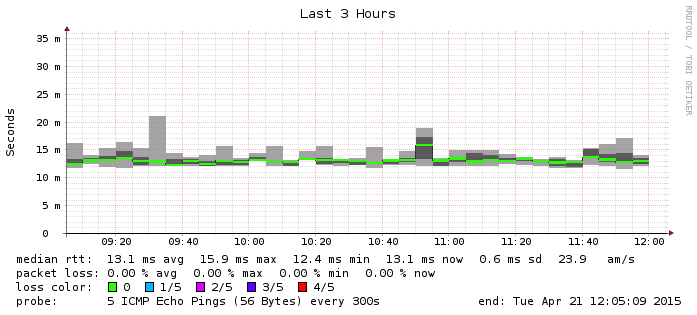 Last 3 Hours
RRDTOOL / TOBI OETIKER
Seconds
35 m
30 m
25 m
20 m
15 m
10 m
5 m
0
09:20 09:40 10:00 10:20 10:40 11:00 11:20 11:40 12:00
median rtt: 13.1 ms avg 15.9 ms max 12.4 ms min 13.1 ms now 0.6 ms sd 23.9 am/s
packet loss: 0.00 % avg 0.00 % max 0.00 % min 0.00 % now
loss color: 0 1/5 2/5 3/5 4/5
probe: 5 ICMP Echo Pings (56 Bytes) every 300s end: Tue Apr 21 12:05:09 2015